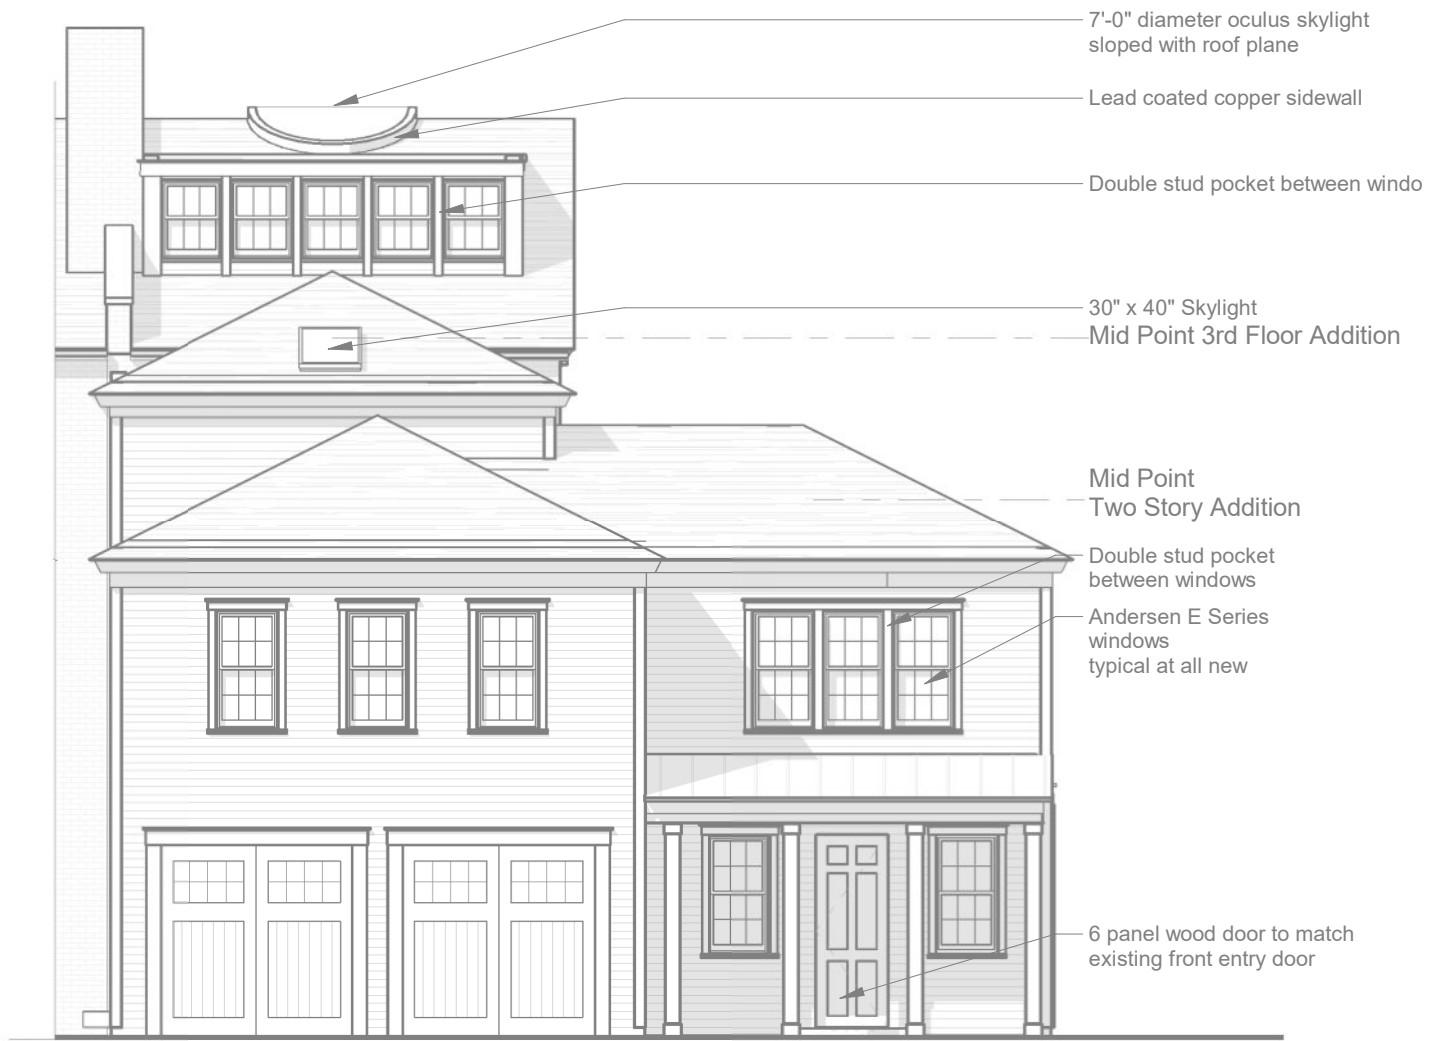 7'-0" diameter oculus skylight
sloped with roof plane
Lead coated copper sidewall
Double stud pocket between windo
30" x 40" Skylight
Mid Point 3rd Floor Addition
Mid Point
Two Story Addition
Double stud pocket
between windows
Andersen E Series
windows
typical at all new
6 panel wood door to match
existing front entry door